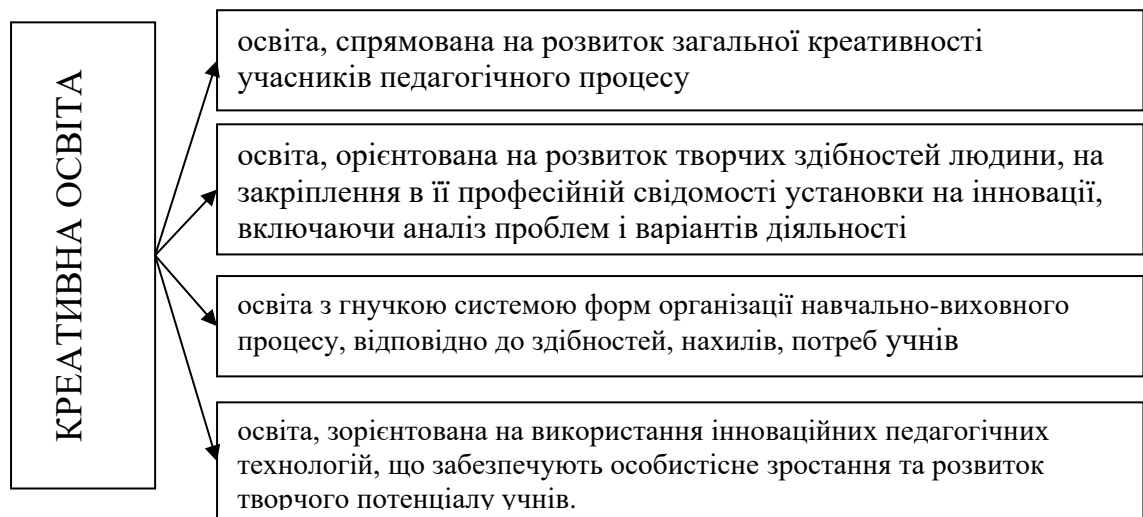 КРЕАТИВНА ОСВІТА
освіта, спрямована на розвиток загальної креативності
учасників педагогічного процесу
освіта, орієнтована на розвиток творчих здібностей людини, на
закріплення в її професійній свідомості установки на інновації,
включаючи аналіз проблем і варіантів діяльності
освіта з гнучкою системою форм організації навчально-виховного
процесу, відповідно до здібностей, нахилів, потреб учнів
освіта, зорієнтована на використання інноваційних педагогічних
технологій, що забезпечують особистісне зростання та розвиток
творчого потенціалу учнів.